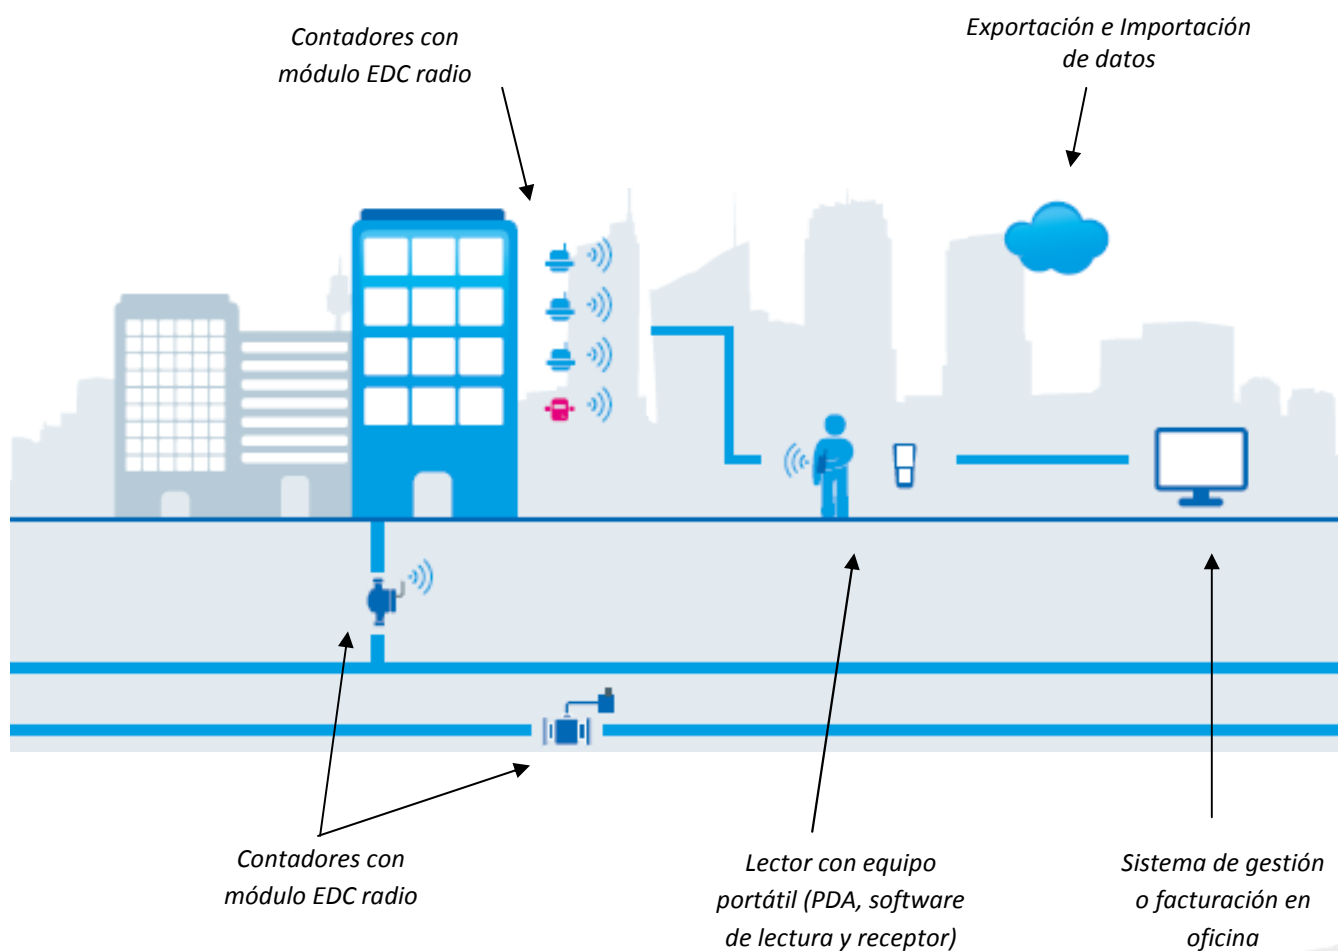 Contadores con
módulo EDC radio
Exportación e Importación
de datos
Contadores con
módulo EDC radio
Lector con equipo
portátil (PDA, software
de lectura y receptor)
Sistema de gestión
o facturación en
oficina